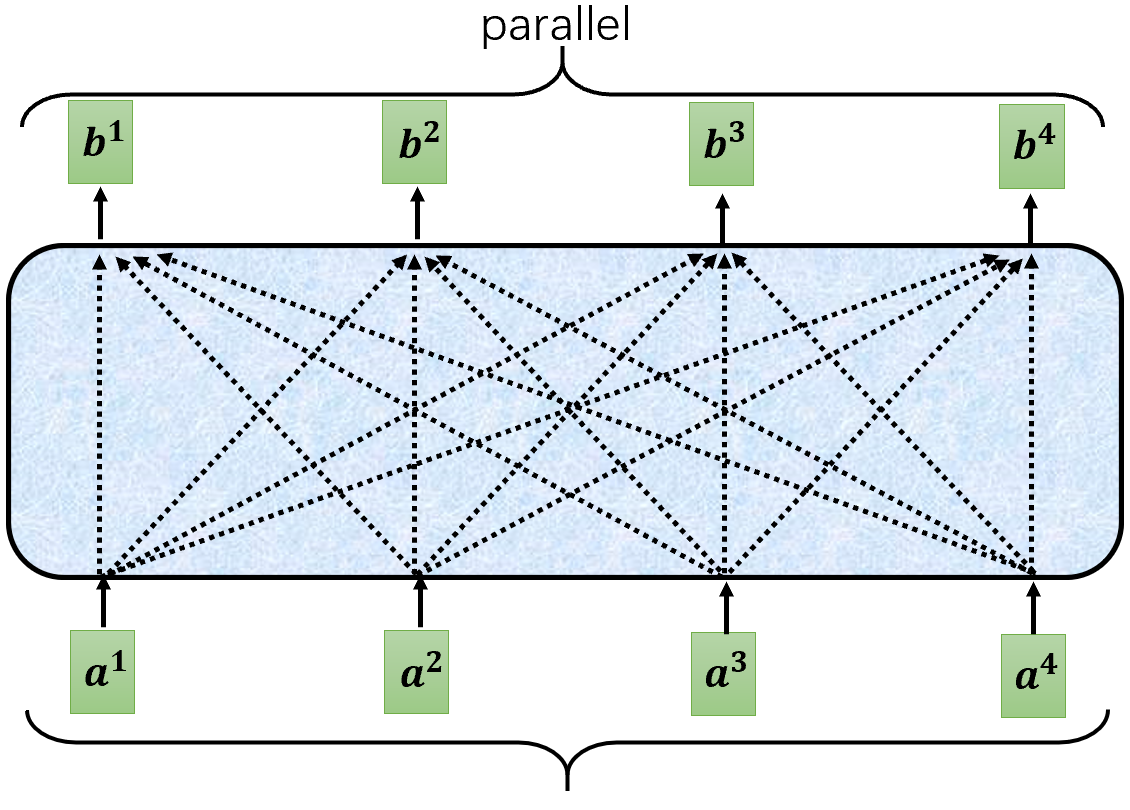 parallel
b¹ b² b³ b⁴
a¹ a² a³ a⁴